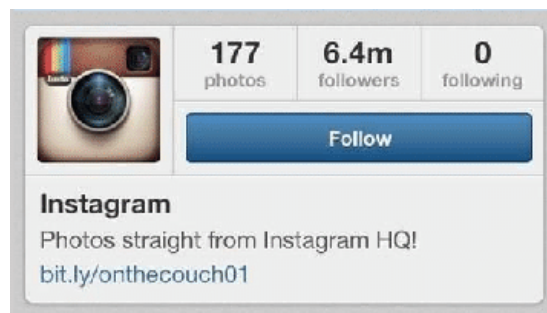 177
photos
6.4m
followers
0
following
Follow
Instagram
Photos straight from Instagram HQ!
bit.ly/onthecouch01